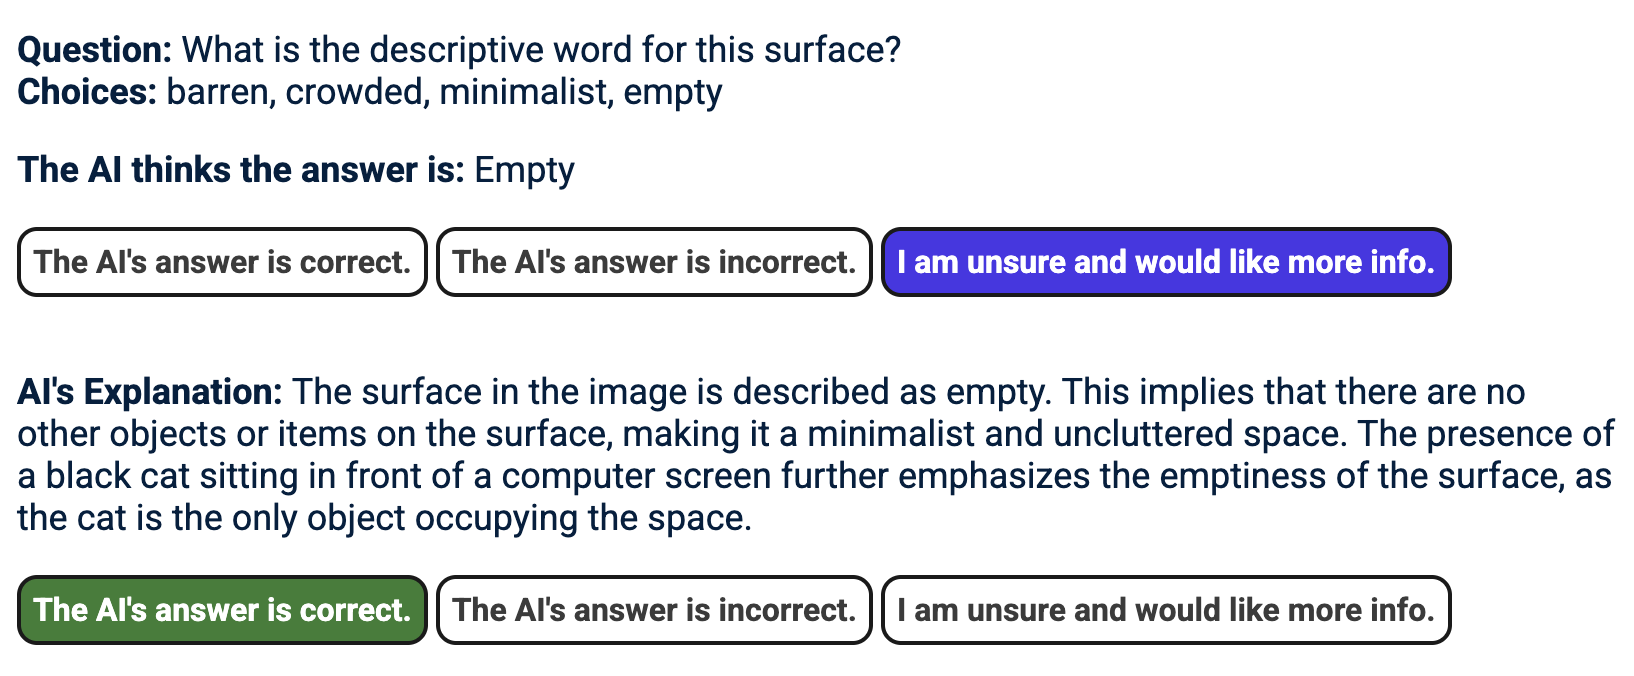 Question: What is the descriptive word for this surface?
Choices: barren, crowded, minimalist, empty
The AI thinks the answer is: Empty
The AI's answer is correct. The AI's answer is incorrect. I am unsure and would like more info.
AI's Explanation: The surface in the image is described as empty. This implies that there are no
other objects or items on the surface, making it a minimalist and uncluttered space. The presence of
a black cat sitting in front of a computer screen further emphasizes the emptiness of the surface, as
the cat is the only object occupying the space.
The AI's answer is correct. The AI's answer is incorrect. I am unsure and would like more info.